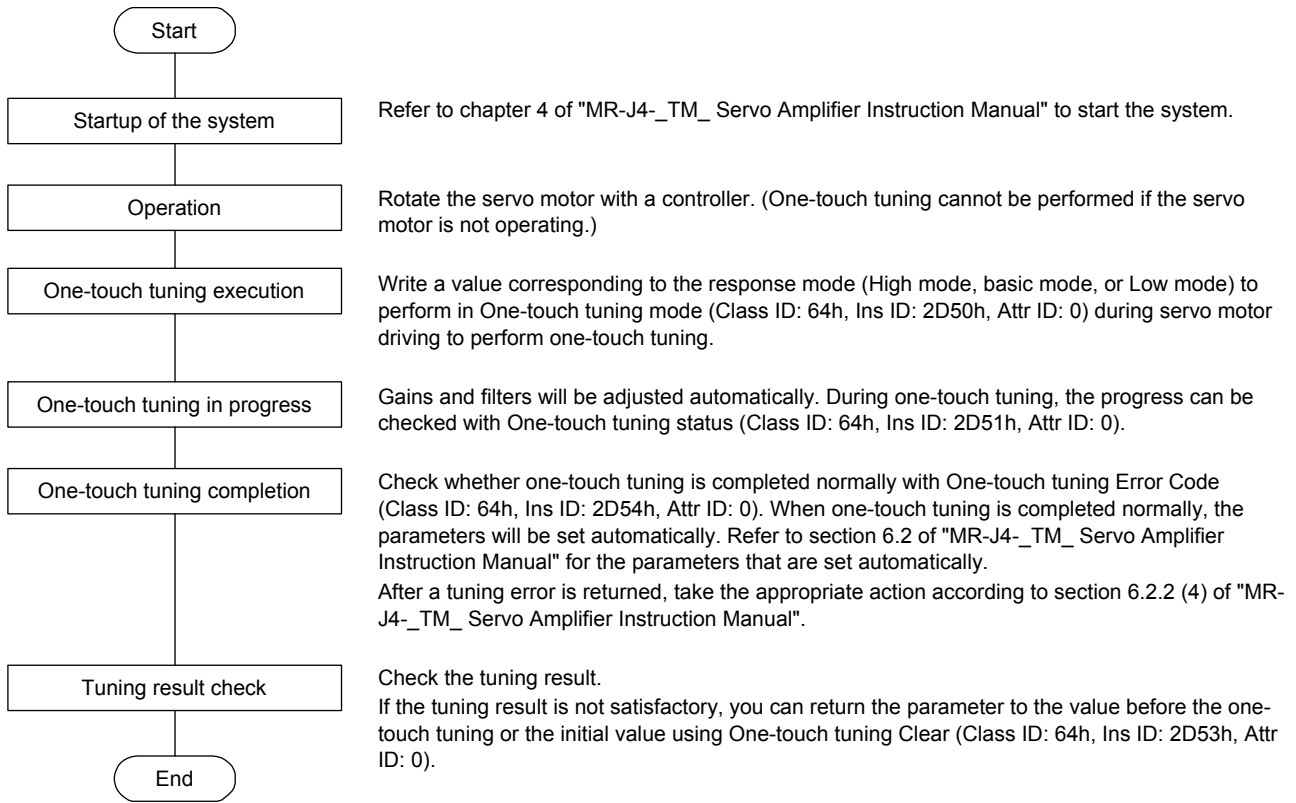 Start
Startup of the system
Refer to chapter 4 of "MR-J4-_TM_ Servo Amplifier Instruction Manual" to start the system.
Operation
Rotate the servo motor with a controller. (One-touch tuning cannot be performed if the servo
motor is not operating.)
One-touch tuning execution
Write a value corresponding to the response mode (High mode, basic mode, or Low mode) to
perform in One-touch tuning mode (Class ID: 64h, Ins ID: 2D50h, Attr ID: 0) during servo motor
driving to perform one-touch tuning.
One-touch tuning in progress
Gains and filters will be adjusted automatically. During one-touch tuning, the progress can be
checked with One-touch tuning status (Class ID: 64h, Ins ID: 2D51h, Attr ID: 0).
One-touch tuning completion
Check whether one-touch tuning is completed normally with One-touch tuning Error Code
(Class ID: 64h, Ins ID: 2D54h, Attr ID: 0). When one-touch tuning is completed normally, the
parameters will be set automatically. Refer to section 6.2 of "MR-J4-_TM_ Servo Amplifier
Instruction Manual" for the parameters that are set automatically.
After a tuning error is returned, take the appropriate action according to section 6.2.2 (4) of "MR-
J4-_TM_ Servo Amplifier Instruction Manual".
Tuning result check
Check the tuning result.
If the tuning result is not satisfactory, you can return the parameter to the value before the one-
touch tuning or the initial value using One-touch tuning Clear (Class ID: 64h, Ins ID: 2D53h, Attr
ID: 0).
End